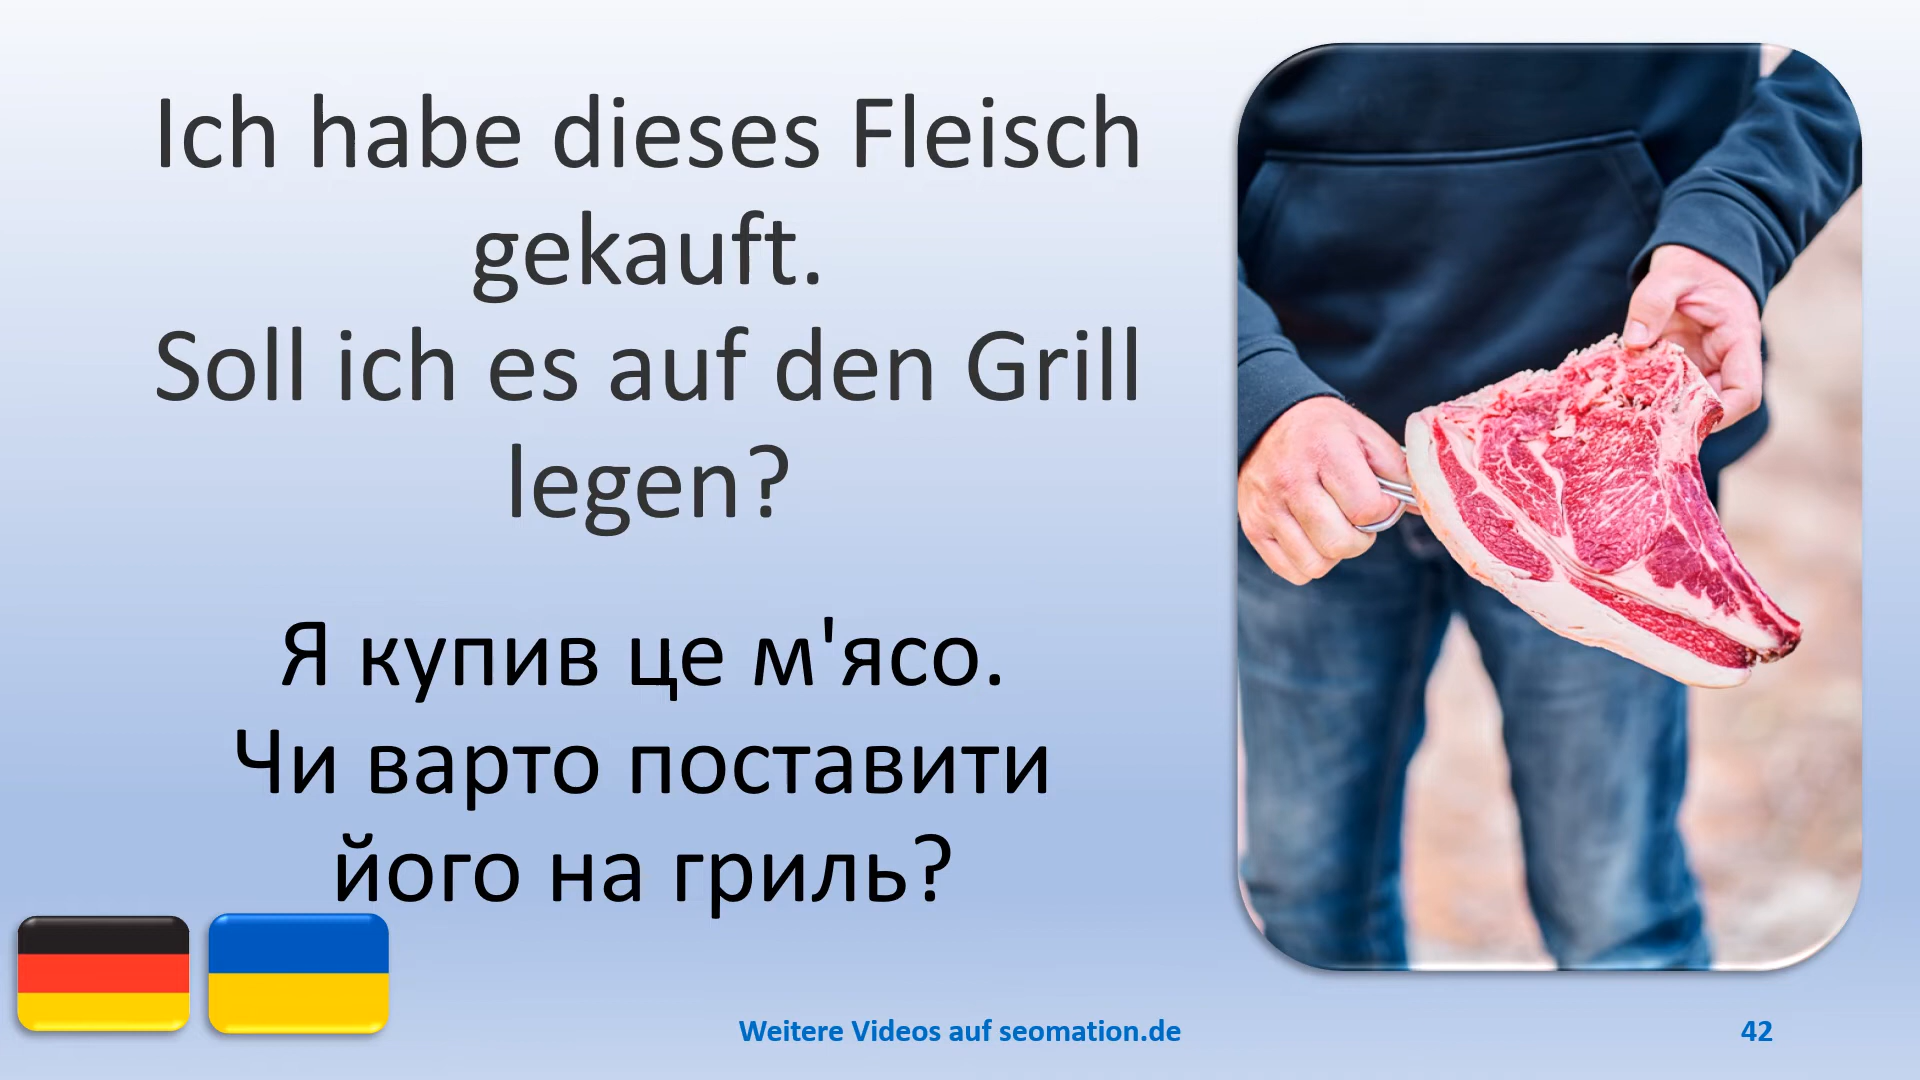 Ich habe dieses Fleisch
gekauft.
Soll ich es auf den Grill
legen?
Я купив це м'ясо.
Чи варто поставити
його на гриль?
Weitere Videos auf seomation.de
42